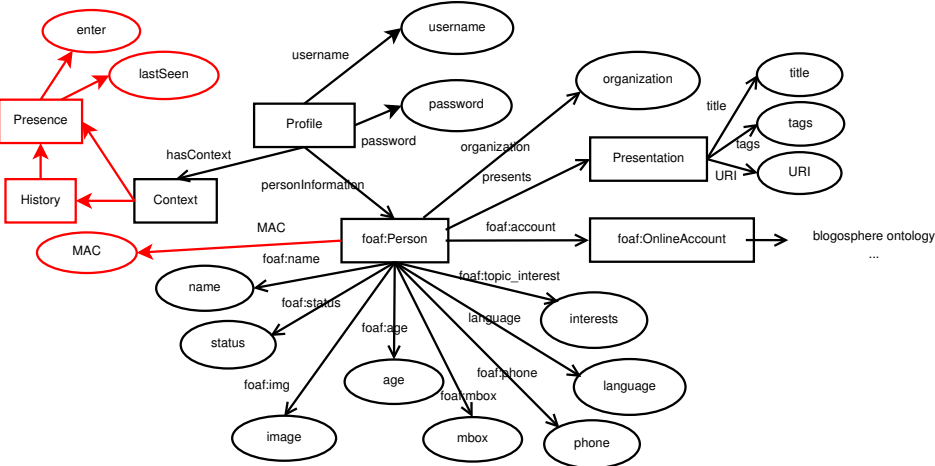 enter
username
lastSeen
username
organization
title
password
title
Presence
Profile
tags
password
tags
hasContext
organization
Presentation
presents
URI
URI
personInformation
History
Context
MAC
foaf:account
foaf:Person
foaf:OnlineAccount
blogosphere ontology
...
MAC
foaf:name
foaf:topic_interest
name
foaf:status
language
interests
foaf:age
status
foaf:phone
foaf:img
age
language
foaf:mbox
image
mbox
phone